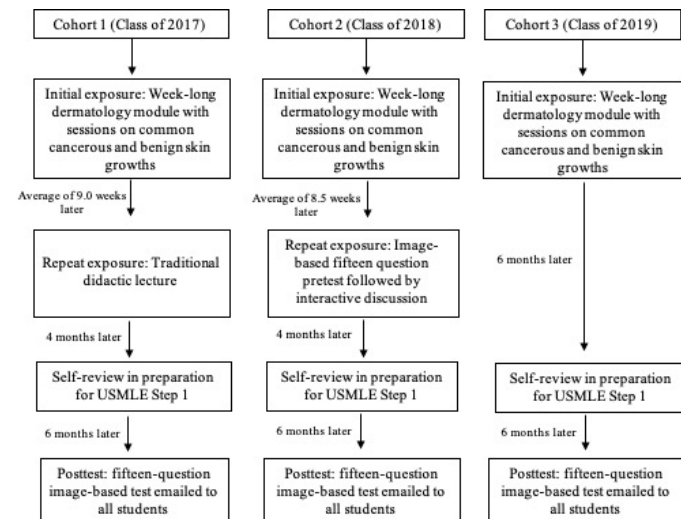 Cohort 1 (Class of 2017)
Initial exposure: Week-long
dermatology module with
sessions on common
cancerous and benign skin
growths
Average of 9.0 weeks
later
Repeat exposure: Traditional
didactic lecture
4 months later
Self-review in preparation
for USMLE Step 1
6 months later
Posttest: fifteen-question
image-based test emailed to
all students
Cohort 2 (Class of 2018)
Initial exposure: Week-long
dermatology module with
sessions on common
cancerous and benign skin
growths
Average of 8.5 weeks
later
Repeat exposure: Image-
based fifteen question
pretest followed by
interactive discussion
4 months later
Self-review in preparation
for USMLE Step 1
6 months later
Posttest: fifteen-question
image-based test emailed to
all students
Cohort 3 (Class of 2019)
Initial exposure: Week-long
dermatology module with
sessions on common
cancerous and benign skin
growths
6 months later
Self-review in preparation
for USMLE Step 1
6 months later
Posttest: fifteen-question
image-based test emailed to
all students